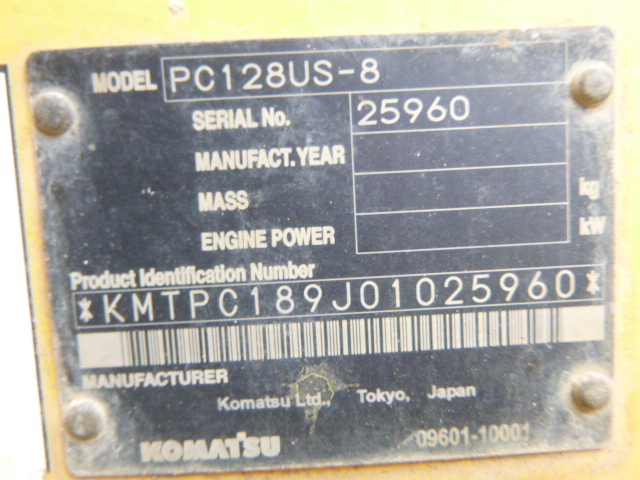 MODEL PC128US-8
SERIAL No. 25960
MANUFACT.YEAR
MASS kg
ENGINE POWER kW
Product Identification Number
*KMTPC189J01025960*
MANUFACTURER
Komatsu Ltd., Tokyo, Japan
KOMATSU 09601-10001